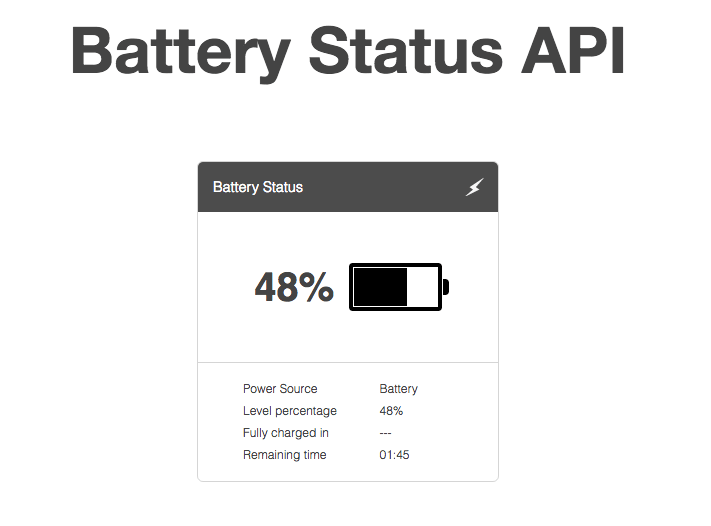 Battery Status API
Battery Status
48%
Power Source Battery
Level percentage 48%
Fully charged in ---
Remaining time 01:45